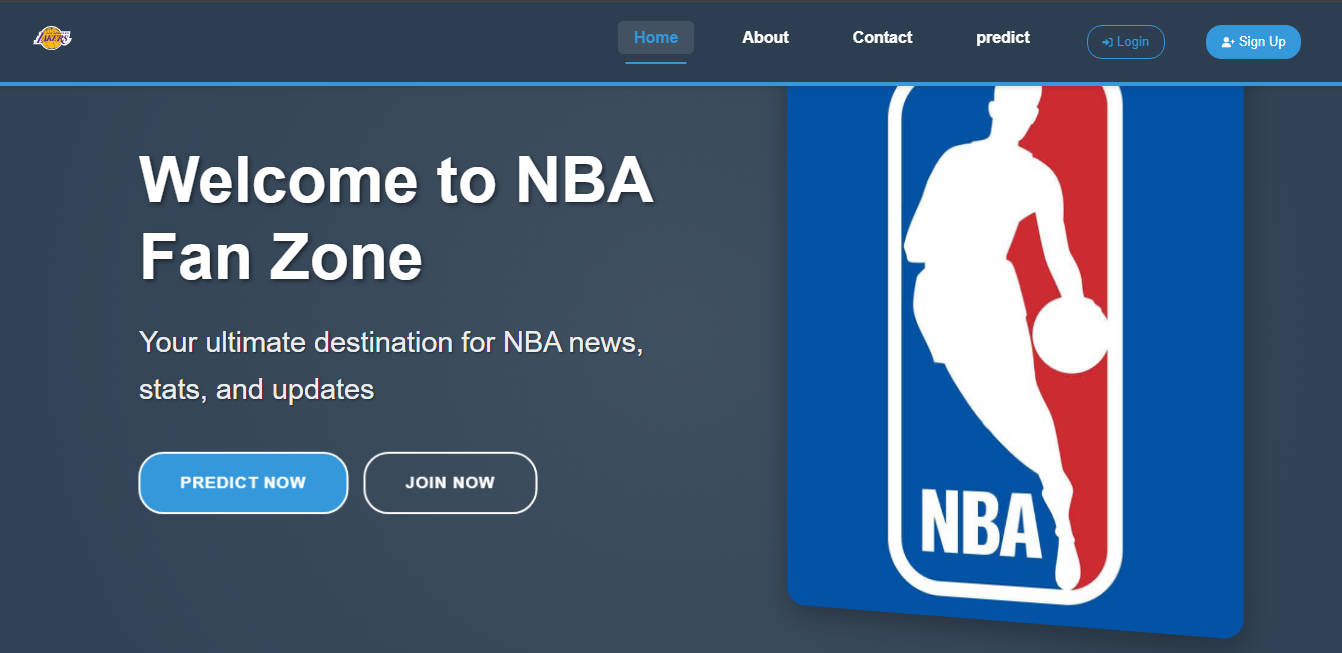 LAKERS
Home
About
Contact
predict
Login
Sign Up
Welcome to NBA
Fan Zone
Your ultimate destination for NBA news,
stats, and updates
PREDICT NOW
JOIN NOW
NBA